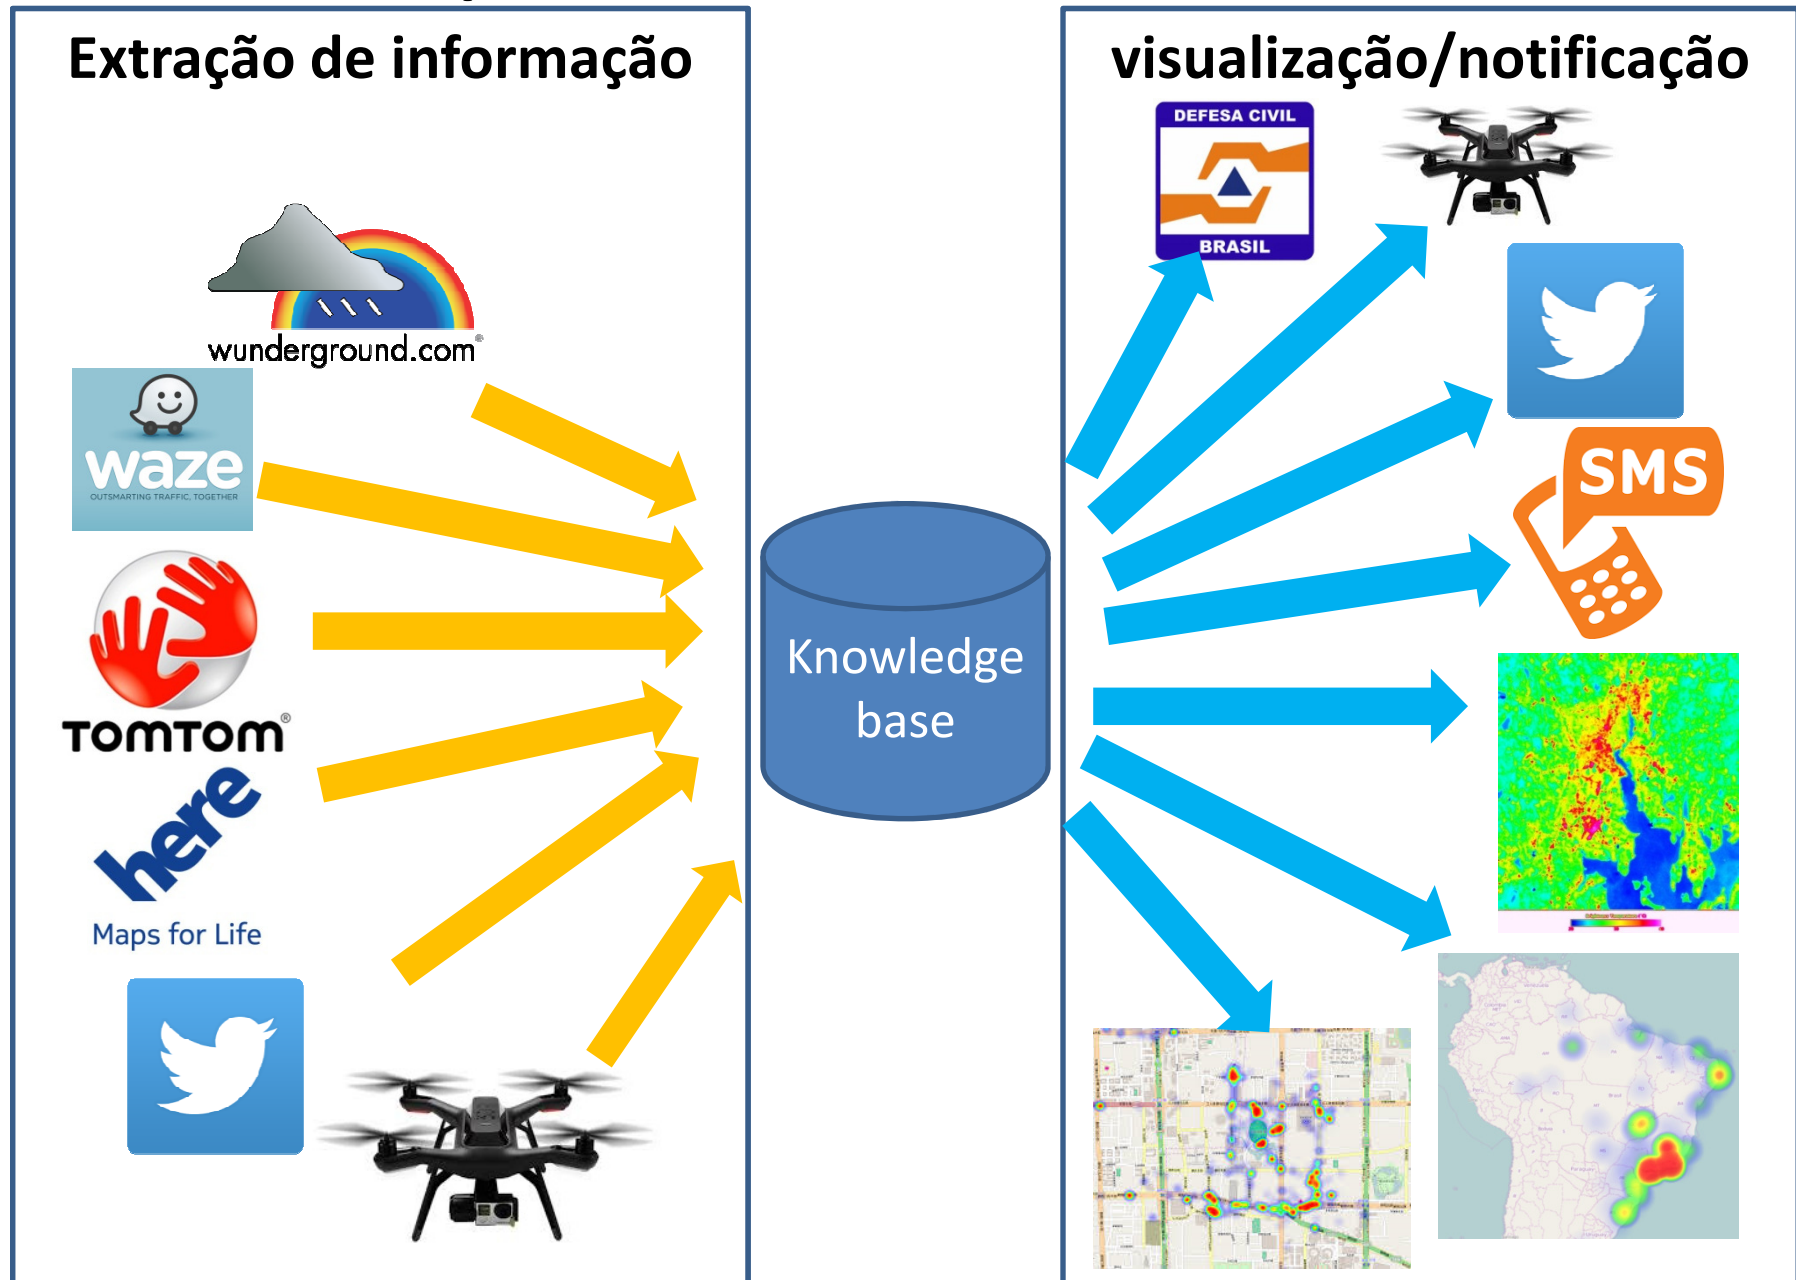 Extração de informação
wunderground.com
waze
OUTSMARTING TRAFFIC, TOGETHER
TOMTOM®
here
Maps for Life
Knowledge
base
visualização/notificação
DEFESA CIVIL
BRASIL
SMS